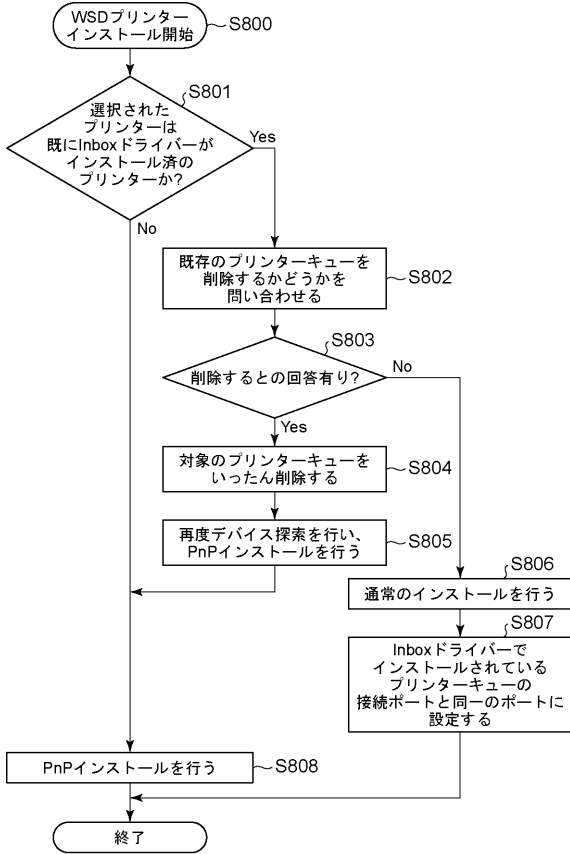 WSDプリンター
インストール開始
S800
S801
選択された
プリンターは
既にInboxドライバーが
インストール済の
プリンターか?
Yes
No
既存のプリンターキューを
削除するかどうかを
問い合わせる
S802
S803
削除するとの回答有り?
No
Yes
対象のプリンターキューを
いったん削除する
S804
再度デバイス探索を行い、
PnPインストールを行う
S805
S806
通常のインストールを行う
S807
Inboxドライバーで
インストールされている
プリンターキューの
接続ポートと同一のポートに
設定する
PnPインストールを行う
S808
終了